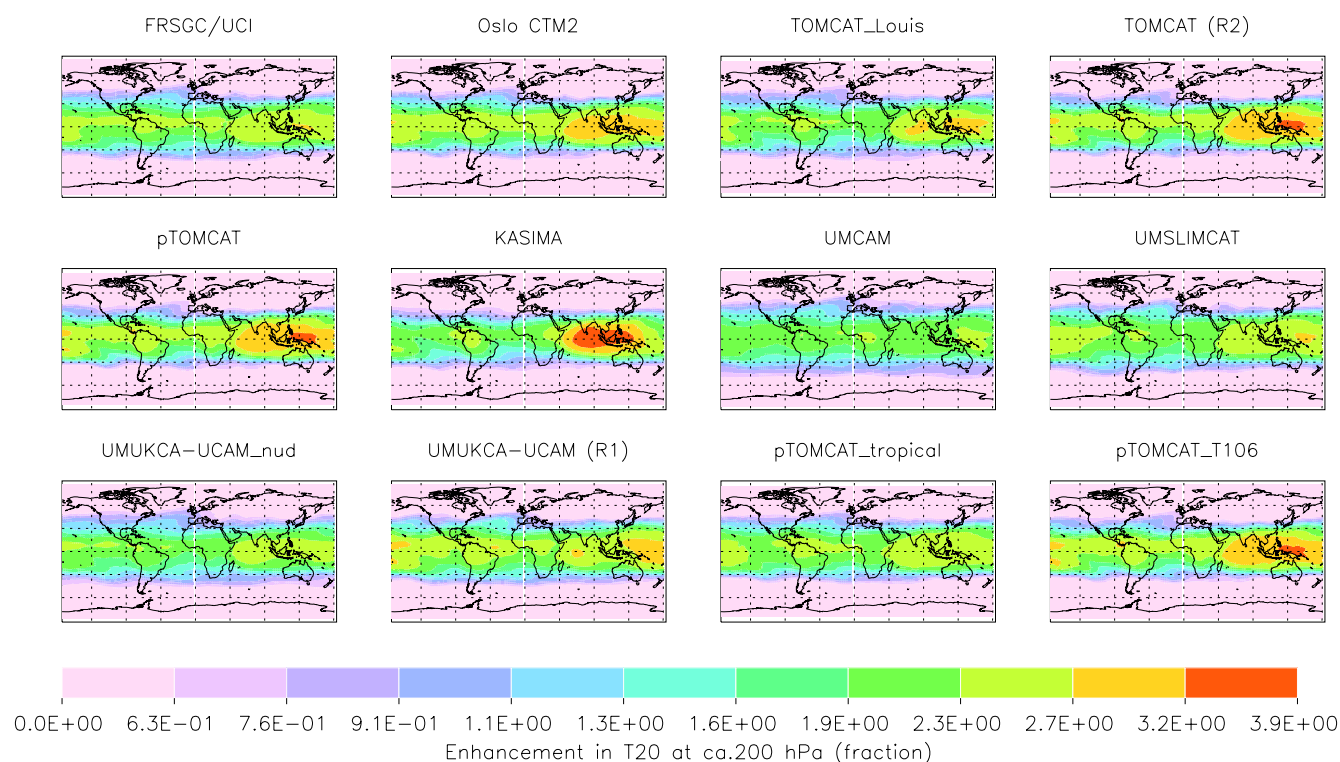 FRSGC/UCI Oslo CTM2 TOMCAT_Louis TOMCAT (R2)
pTOMCAT KASIMA UMCAM UMSLIMCAT
UMUKCA-UCAM_nud UMUKCA-UCAM (R1) pTOMCAT_tropical pTOMCAT_T106
0.0E+00 6.3E-01 7.6E-01 9.1E-01 1.1E+00 1.3E+00 1.6E+00 1.9E+00 2.3E+00 2.7E+00 3.2E+00 3.9E+00
Enhancement in T20 at ca.200 hPa (fraction)